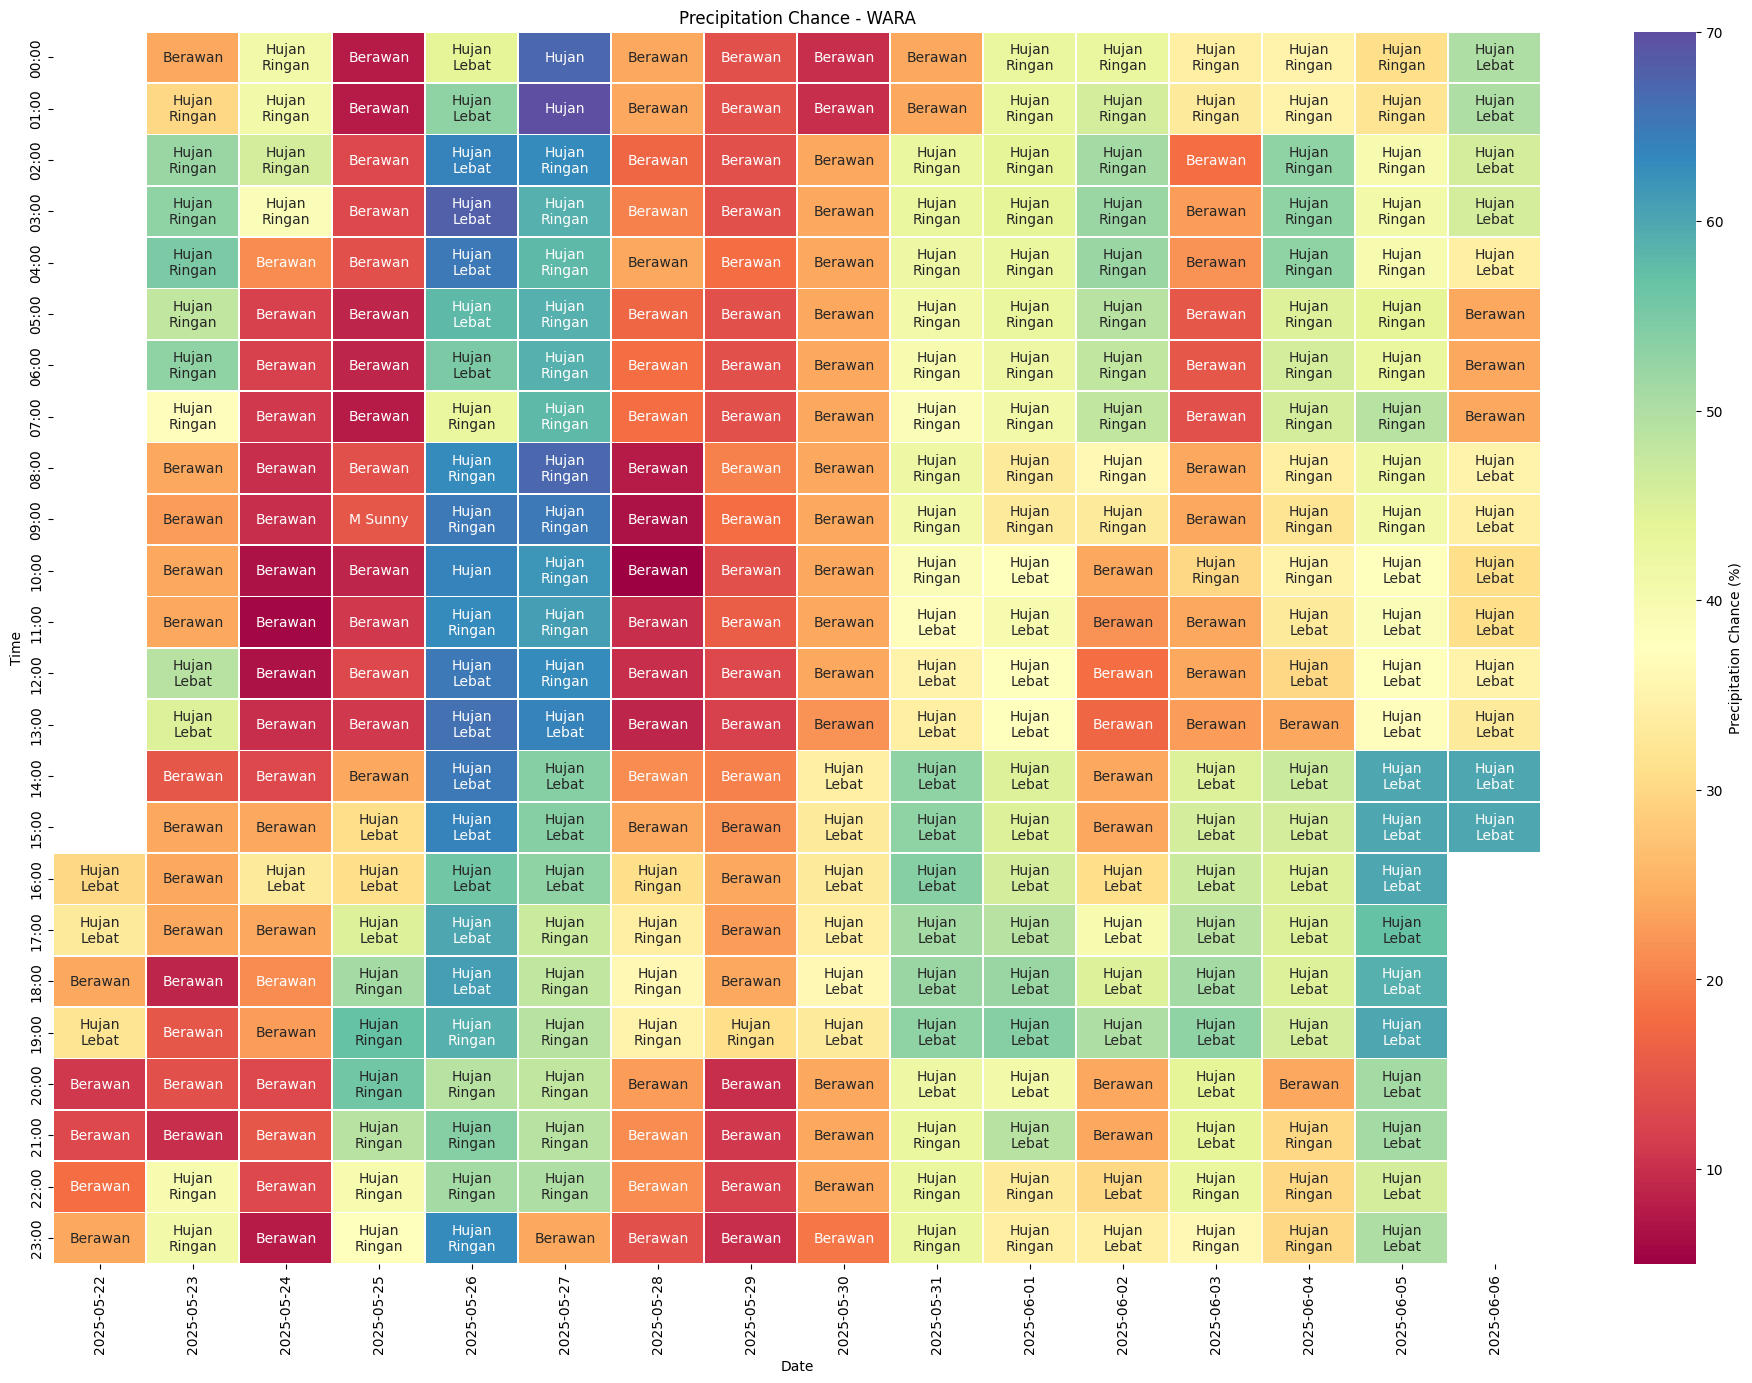 Precipitation Chance - WARA
00:00 Berawan Hujan Ringan Berawan Hujan Lebat Hujan Berawan Berawan Berawan Berawan Hujan Ringan Hujan Ringan Hujan Ringan Hujan Ringan Hujan Ringan Hujan Lebat
01:00 Hujan Ringan Hujan Ringan Berawan Hujan Lebat Hujan Berawan Berawan Berawan Berawan Hujan Ringan Hujan Ringan Hujan Ringan Hujan Ringan Hujan Ringan Hujan Lebat
02:00 Hujan Ringan Hujan Ringan Berawan Hujan Lebat Hujan Ringan Berawan Berawan Berawan Hujan Ringan Hujan Ringan Hujan Ringan Berawan Hujan Ringan Hujan Ringan Hujan Lebat
03:00 Hujan Ringan Hujan Ringan Berawan Hujan Lebat Hujan Ringan Berawan Berawan Berawan Hujan Ringan Hujan Ringan Hujan Ringan Berawan Hujan Ringan Hujan Ringan Hujan Lebat
04:00 Hujan Ringan Berawan Berawan Hujan Lebat Hujan Ringan Berawan Berawan Berawan Hujan Ringan Hujan Ringan Hujan Ringan Berawan Hujan Ringan Hujan Ringan Hujan Lebat
05:00 Hujan Ringan Berawan Berawan Hujan Lebat Hujan Ringan Berawan Berawan Berawan Hujan Ringan Hujan Ringan Hujan Ringan Berawan Hujan Ringan Hujan Ringan Berawan
06:00 Hujan Ringan Berawan Berawan Hujan Lebat Hujan Ringan Berawan Berawan Berawan Hujan Ringan Hujan Ringan Hujan Ringan Berawan Hujan Ringan Hujan Ringan Berawan
07:00 Hujan Ringan Berawan Berawan Hujan Ringan Hujan Ringan Berawan Berawan Berawan Hujan Ringan Hujan Ringan Hujan Ringan Berawan Hujan Ringan Hujan Ringan Berawan
08:00 Berawan Berawan Berawan Hujan Ringan Hujan Ringan Berawan Berawan Berawan Hujan Ringan Hujan Ringan Hujan Ringan Berawan Hujan Ringan Hujan Ringan Hujan Lebat
09:00 Berawan Berawan M Sunny Hujan Ringan Hujan Ringan Berawan Berawan Berawan Hujan Ringan Hujan Ringan Hujan Ringan Berawan Hujan Ringan Hujan Ringan Hujan Lebat
10:00 Berawan Berawan Berawan Hujan Hujan Ringan Berawan Berawan Berawan Hujan Ringan Hujan Lebat Berawan Hujan Ringan Hujan Ringan Hujan Lebat Hujan Lebat
11:00 Berawan Berawan Berawan Hujan Ringan Hujan Ringan Berawan Berawan Berawan Hujan Lebat Hujan Lebat Berawan Berawan Hujan Lebat Hujan Lebat Hujan Lebat
12:00 Hujan Lebat Berawan Berawan Hujan Lebat Hujan Ringan Berawan Berawan Berawan Hujan Lebat Hujan Lebat Berawan Berawan Hujan Lebat Hujan Lebat Hujan Lebat
13:00 Hujan Lebat Berawan Berawan Hujan Lebat Hujan Lebat Berawan Berawan Berawan Hujan Lebat Hujan Lebat Berawan Berawan Berawan Hujan Lebat Hujan Lebat
14:00 Berawan Berawan Berawan Hujan Lebat Hujan Lebat Berawan Berawan Hujan Lebat Hujan Lebat Hujan Lebat Berawan Hujan Lebat Hujan Lebat Hujan Lebat Hujan Lebat
15:00 Berawan Berawan Hujan Lebat Hujan Lebat Hujan Lebat Berawan Berawan Hujan Lebat Hujan Lebat Hujan Lebat Berawan Hujan Lebat Hujan Lebat Hujan Lebat Hujan Lebat
16:00 Hujan Lebat Berawan Hujan Lebat Hujan Lebat Hujan Lebat Hujan Lebat Hujan Ringan Berawan Hujan Lebat Hujan Lebat Hujan Lebat Hujan Lebat Hujan Lebat Hujan Lebat Hujan Lebat
17:00 Hujan Lebat Berawan Berawan Hujan Lebat Hujan Lebat Hujan Ringan Hujan Ringan Berawan Hujan Lebat Hujan Lebat Hujan Lebat Hujan Lebat Hujan Lebat Hujan Lebat Hujan Lebat
18:00 Berawan Berawan Berawan Hujan Ringan Hujan Lebat Hujan Ringan Hujan Ringan Berawan Hujan Lebat Hujan Lebat Hujan Lebat Hujan Lebat Hujan Lebat Hujan Lebat Hujan Lebat
19:00 Hujan Lebat Berawan Berawan Hujan Ringan Hujan Ringan Hujan Ringan Hujan Ringan Hujan Ringan Hujan Lebat Hujan Lebat Hujan Lebat Hujan Lebat Hujan Lebat Hujan Lebat Hujan Lebat
20:00 Berawan Berawan Berawan Hujan Ringan Hujan Ringan Hujan Ringan Berawan Berawan Berawan Hujan Lebat Hujan Lebat Berawan Hujan Lebat Berawan Hujan Lebat
21:00 Berawan Berawan Berawan Hujan Ringan Hujan Ringan Hujan Ringan Berawan Berawan Berawan Hujan Ringan Hujan Lebat Berawan Hujan Lebat Hujan Ringan Hujan Lebat
22:00 Berawan Hujan Ringan Berawan Hujan Ringan Hujan Ringan Hujan Ringan Berawan Berawan Berawan Hujan Ringan Hujan Ringan Hujan Lebat Hujan Ringan Hujan Ringan Hujan Lebat
23:00 Berawan Hujan Ringan Berawan Hujan Ringan Hujan Ringan Berawan Berawan Berawan Berawan Hujan Ringan Hujan Ringan Hujan Lebat Hujan Ringan Hujan Ringan Hujan Lebat
Time
2025-05-22 2025-05-23 2025-05-24 2025-05-25 2025-05-26 2025-05-27 2025-05-28 2025-05-29 2025-05-30 2025-05-31 2025-06-01 2025-06-02 2025-06-03 2025-06-04 2025-06-05 2025-06-06
Date
70
60
50
40
30
20
10
Precipitation Chance (%)